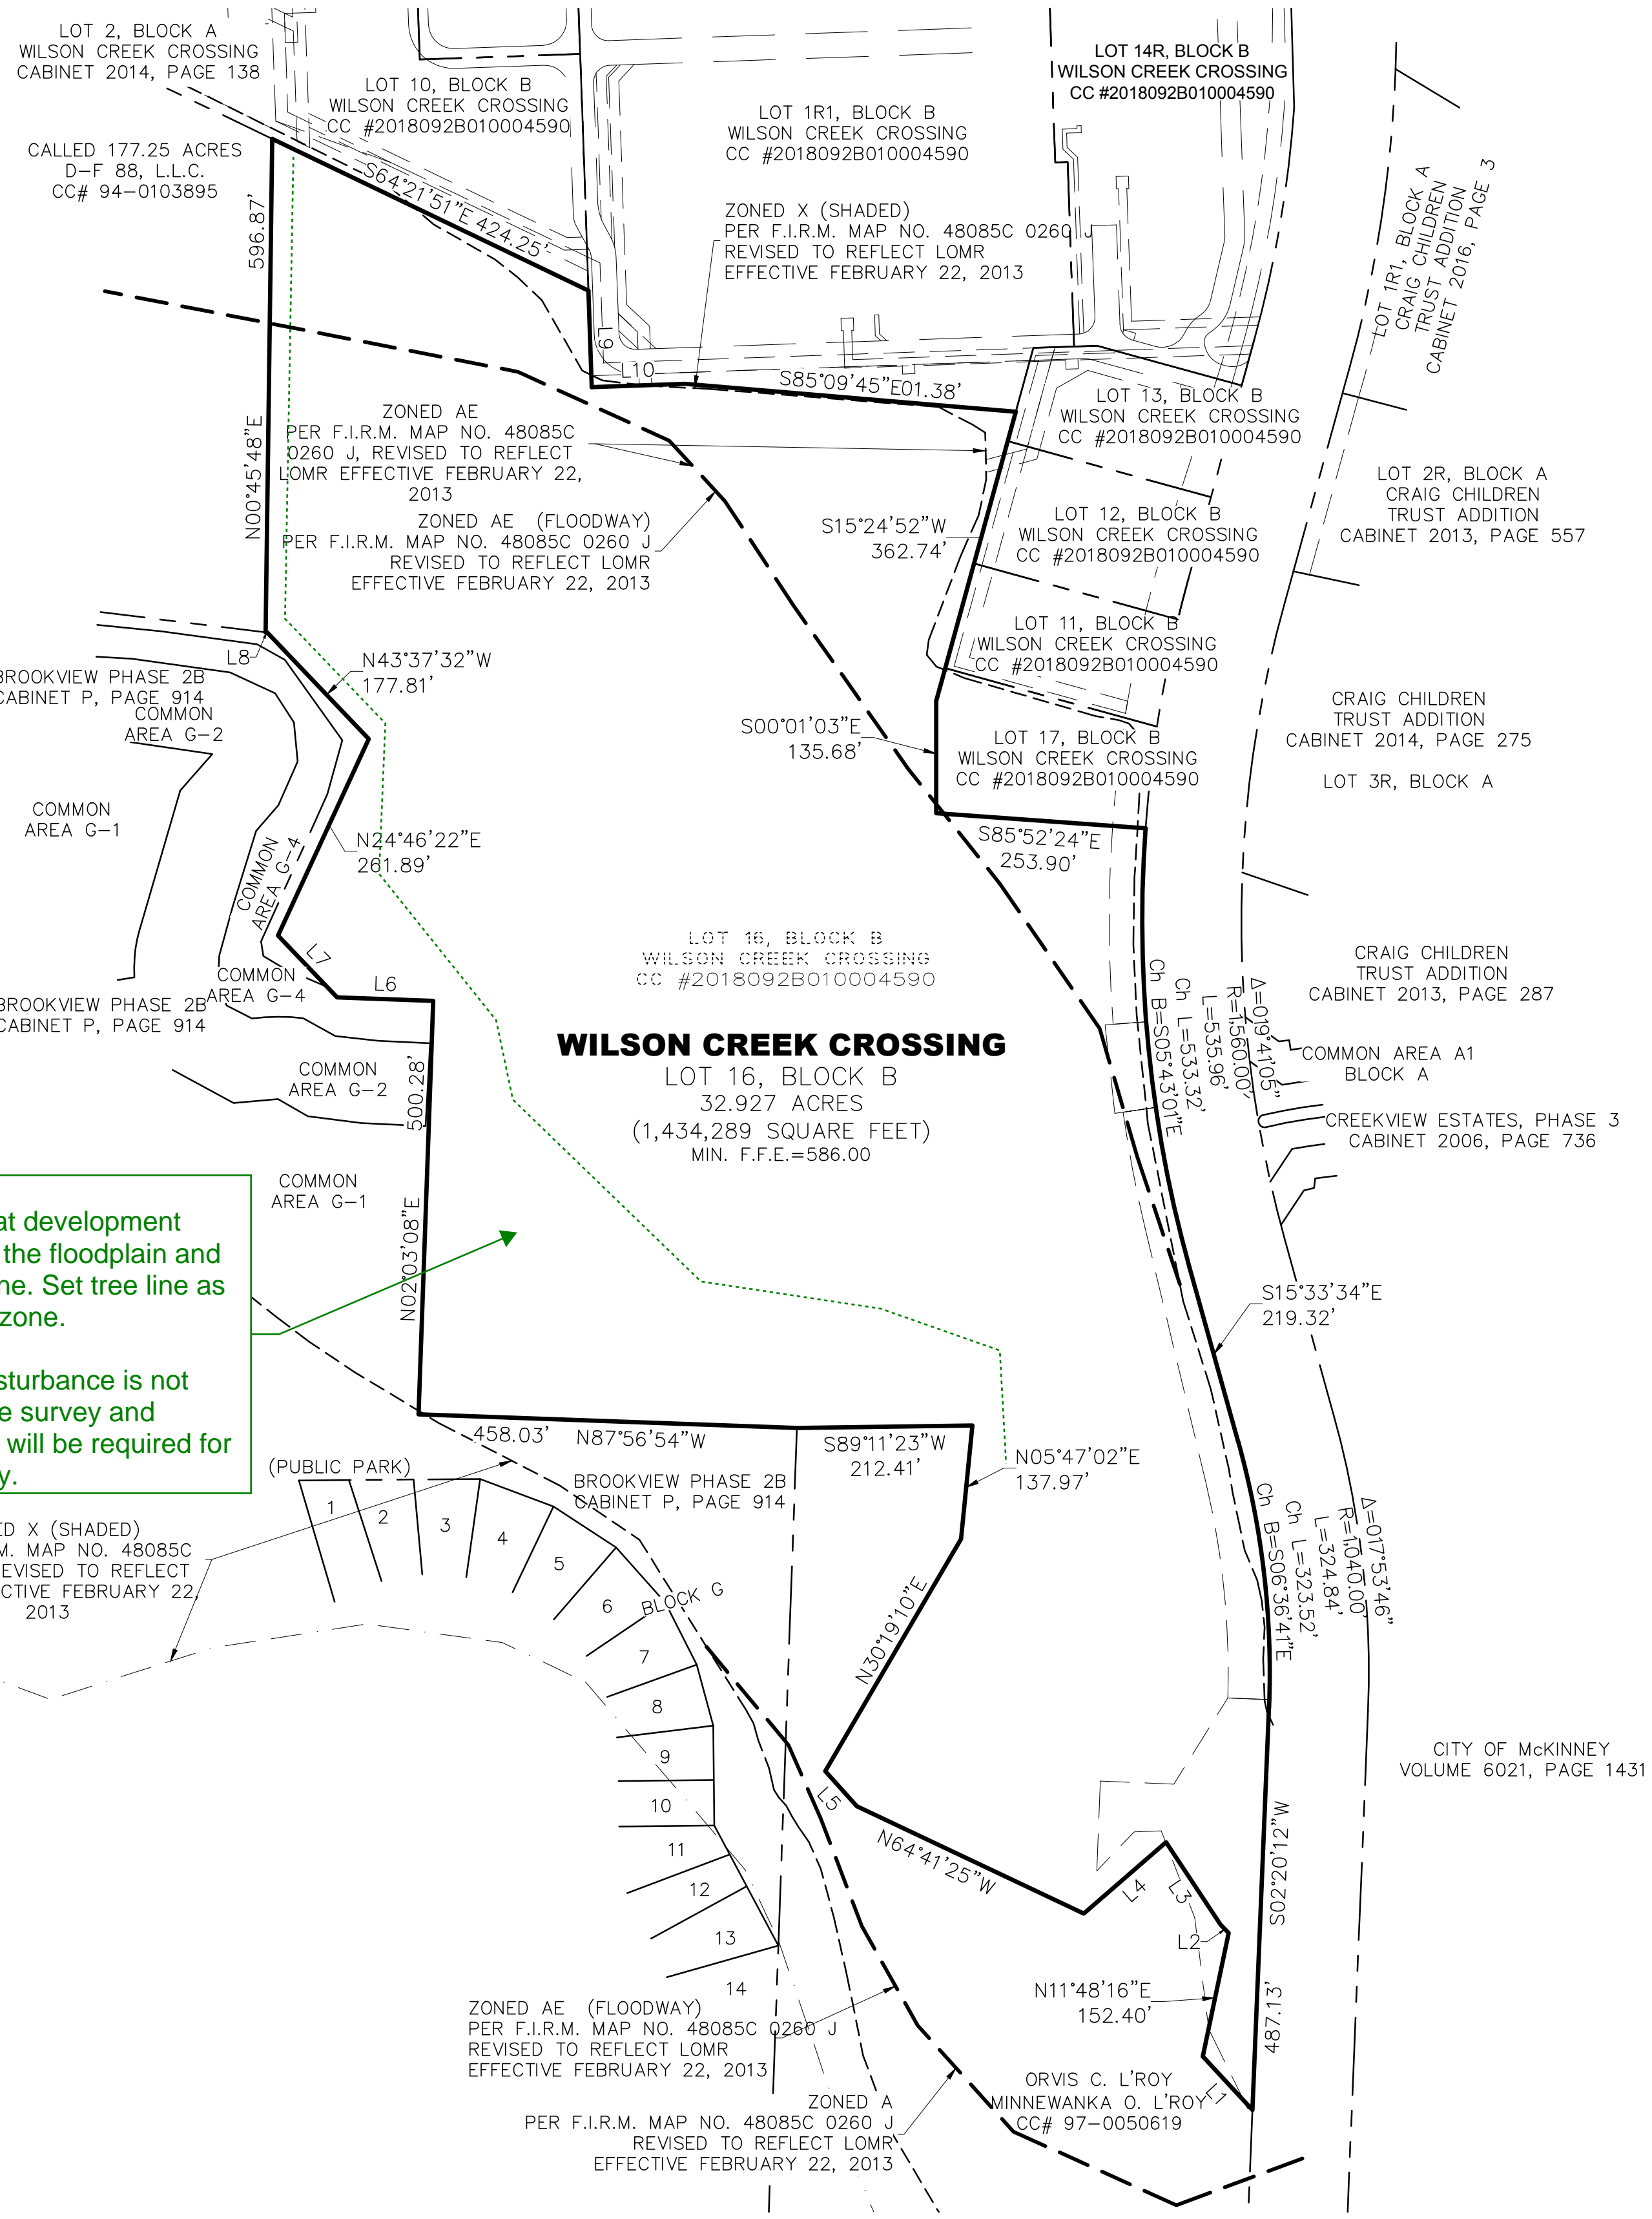 LOT 2, BLOCK A
WILSON CREEK CROSSING
CABINET 2014, PAGE 138
LOT 10, BLOCK B
WILSON CREEK CROSSING
CC #2018092B010004590
LOT 1R1, BLOCK B
WILSON CREEK CROSSING
CC #2018092B010004590
LOT 14R, BLOCK B
WILSON CREEK CROSSING
CC #2018092B010004590
CALLED 177.25 ACRES
D-F 88, L.L.C.
CC# 94-0103895
S64°21'51"E 424.25'
596.87'
N00°45'48"E
ZONED X (SHADED)
PER F.I.R.M. MAP NO. 48085C 0260 J
REVISED TO REFLECT LOMR
EFFECTIVE FEBRUARY 22, 2013
LOT 1R1, BLOCK A
CRAIG CHILDREN
TRUST ADDITION
CABINET 2016, PAGE 3
L9
L10
S85°09'45"E01.38'
ZONED AE
PER F.I.R.M. MAP NO. 48085C
0260 J, REVISED TO REFLECT
LOMR EFFECTIVE FEBRUARY 22,
2013
LOT 13, BLOCK B
WILSON CREEK CROSSING
CC #2018092B010004590
LOT 2R, BLOCK A
CRAIG CHILDREN
TRUST ADDITION
CABINET 2013, PAGE 557
ZONED AE (FLOODWAY)
PER F.I.R.M. MAP NO. 48085C 0260 J
REVISED TO REFLECT LOMR
EFFECTIVE FEBRUARY 22, 2013
S15°24'52"W
362.74'
LOT 12, BLOCK B
WILSON CREEK CROSSING
CC #2018092B010004590
LOT 11, BLOCK B
WILSON CREEK CROSSING
CC #2018092B010004590
L8
N43°37'32"W
177.81'
BROOKVIEW PHASE 2B
CABINET P, PAGE 914
COMMON
AREA G-2
S00°01'03"E
135.68'
LOT 17, BLOCK B
WILSON CREEK CROSSING
CC #2018092B010004590
CRAIG CHILDREN
TRUST ADDITION
CABINET 2014, PAGE 275
LOT 3R, BLOCK A
COMMON
AREA G-1
N24°46'22"E
261.89'
COMMON
AREA G-4
S85°52'24"E
253.90'
LOT 16, BLOCK B
WILSON CREEK CROSSING
CC #2018092B010004590
CRAIG CHILDREN
TRUST ADDITION
CABINET 2013, PAGE 287
L7
L6
COMMON
AREA G-4
BROOKVIEW PHASE 2B
CABINET P, PAGE 914
Δ=019°41'05"
R=1,560.00'
L=535.96'
Ch L=533.32'
Ch B=S05°43'01"E
WILSON CREEK CROSSING
LOT 16, BLOCK B
32.927 ACRES
(1,434,289 SQUARE FEET)
MIN. F.F.E.=586.00
COMMON AREA A1
BLOCK A
COMMON
AREA G-2
500.28'
N02°03'08"E
CREEKVIEW ESTATES, PHASE 3
CABINET 2006, PAGE 736
COMMON
AREA G-1
at development
the floodplain and
ne. Set tree line as
zone.
sturbance is not
e survey and
will be required for
y.
S15°33'34"E
219.32'
458.03'
N87°56'54"W
S89°11'23"W
212.41'
N05°47'02"E
137.97'
(PUBLIC PARK)
BROOKVIEW PHASE 2B
CABINET P, PAGE 914
1
2
3
4
5
6
7
8
9
10
11
12
13
14
BLOCK G
ED X (SHADED)
M. MAP NO. 48085C
EVISED TO REFLECT
CTIVE FEBRUARY 22,
2013
Δ=017°53'46"
R=1,040.00'
L=324.84'
Ch L=323.52'
Ch B=S06°36'41"E
N30°19'10"E
L5
N64°41'25"W
L4
L3
L2
CITY OF McKINNEY
VOLUME 6021, PAGE 1431
S02°20'12"W
487.13'
N11°48'16"E
152.40'
L1
ZONED AE (FLOODWAY)
PER F.I.R.M. MAP NO. 48085C 0260 J
REVISED TO REFLECT LOMR
EFFECTIVE FEBRUARY 22, 2013
ORVIS C. L'ROY
MINNEWANKA O. L'ROY
CC# 97-0050619
ZONED A
PER F.I.R.M. MAP NO. 48085C 0260 J
REVISED TO REFLECT LOMR
EFFECTIVE FEBRUARY 22, 2013